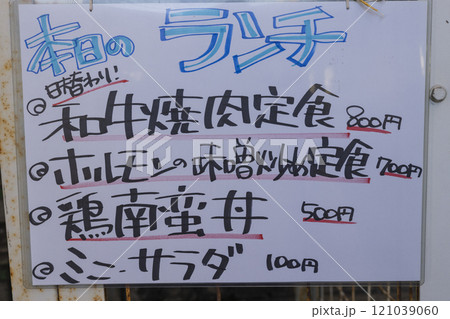 本日の ランチ
日替わり!
◎和牛焼肉定食 800円
◎ホルモンの味噌炒め定食 700円
◎鶏南蛮丼 500円
◎ミニ・サラダ 100円
pixta.jp - 121039060